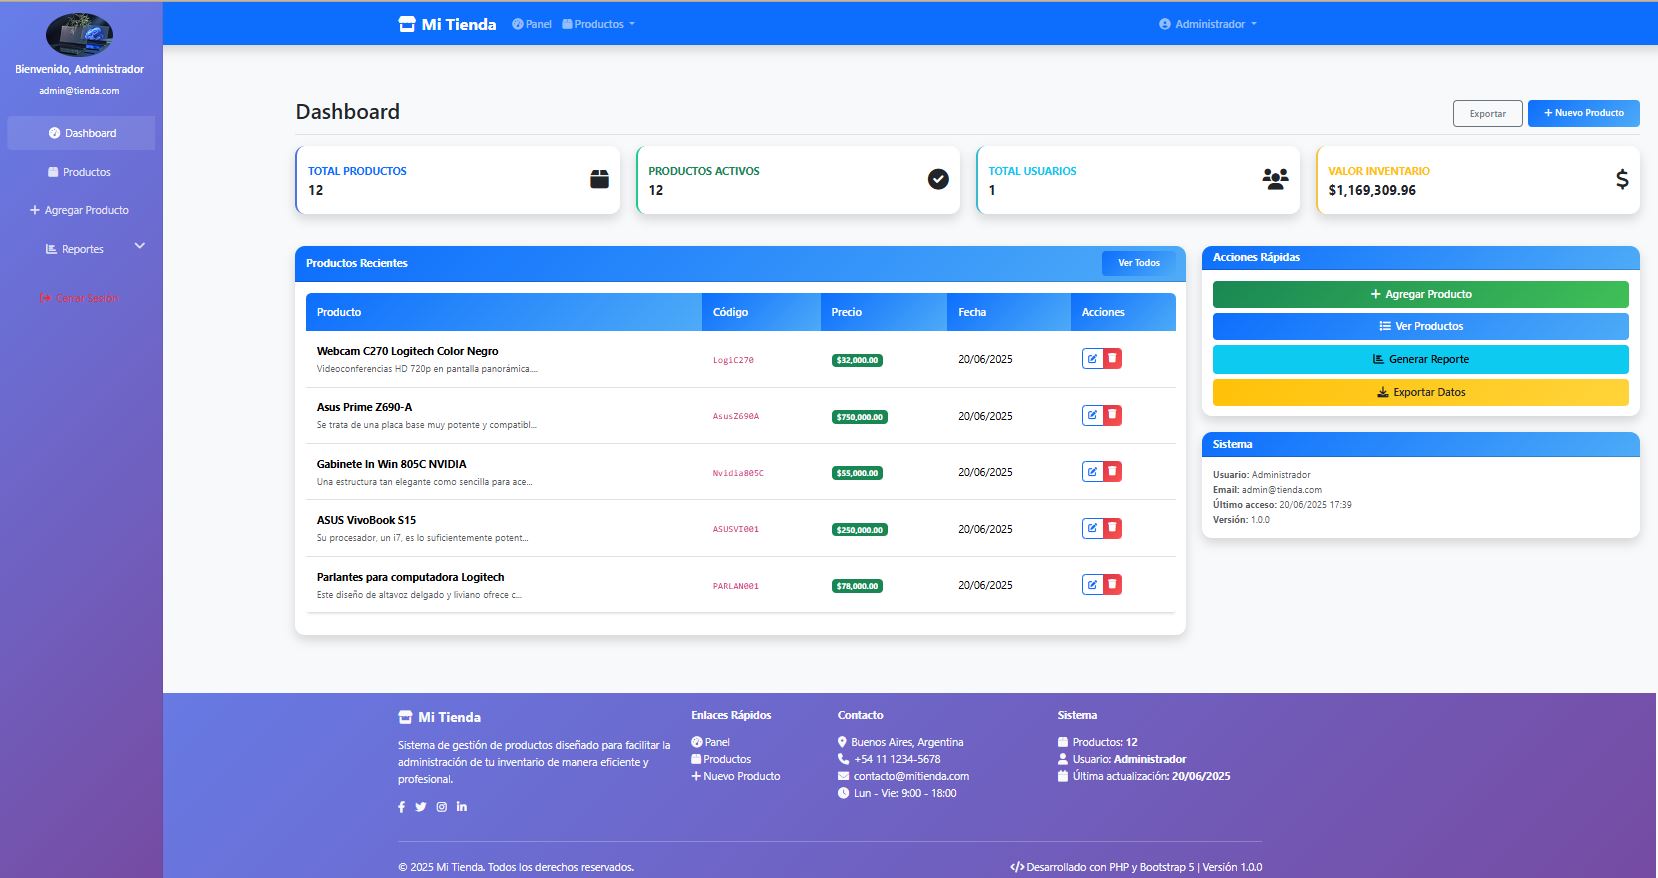 Bienvenido, Administrador
admin@tienda.com
Dashboard
Productos
Agregar Producto
Reportes
Cerrar Sesión
Mi Tienda
Panel
Productos
Administrador
Dashboard
Exportar
+ Nuevo Producto
TOTAL PRODUCTOS
12
PRODUCTOS ACTIVOS
12
TOTAL USUARIOS
1
VALOR INVENTARIO
$1,169,309.96
$
Productos Recientes
Ver Todos
Producto Código Precio Fecha Acciones
Webcam C270 Logitech Color Negro
Videoconferencias HD 720p en pantalla panorámica....
LogiC270 $32,000.00 20/06/2025
Asus Prime Z690-A
Se trata de una placa base muy potente y compatibl...
AsusZ690A $750,000.00 20/06/2025
Gabinete In Win 805C NVIDIA
Una estructura tan elegante como sencilla para ace...
Nvidia805C $55,000.00 20/06/2025
ASUS VivoBook S15
Su procesador, un i7, es lo suficientemente potent...
ASUSVI001 $250,000.00 20/06/2025
Parlantes para computadora Logitech
Este diseño de altavoz delgado y liviano ofrece c...
PARLAN001 $78,000.00 20/06/2025
Acciones Rápidas
+ Agregar Producto
Ver Productos
Generar Reporte
Exportar Datos
Sistema
Usuario: Administrador
Email: admin@tienda.com
Último acceso: 20/06/2025 17:39
Versión: 1.0.0
Mi Tienda
Sistema de gestión de productos diseñado para facilitar la
administración de tu inventario de manera eficiente y
profesional.
Enlaces Rápidos
Panel
Productos
+ Nuevo Producto
Contacto
Buenos Aires, Argentina
+54 11 1234-5678
contacto@mitienda.com
Lun - Vie: 9:00 - 18:00
Sistema
Productos: 12
Usuario: Administrador
Última actualización: 20/06/2025
© 2025 Mi Tienda. Todos los derechos reservados.
</> Desarrollado con PHP y Bootstrap 5 | Versión 1.0.0